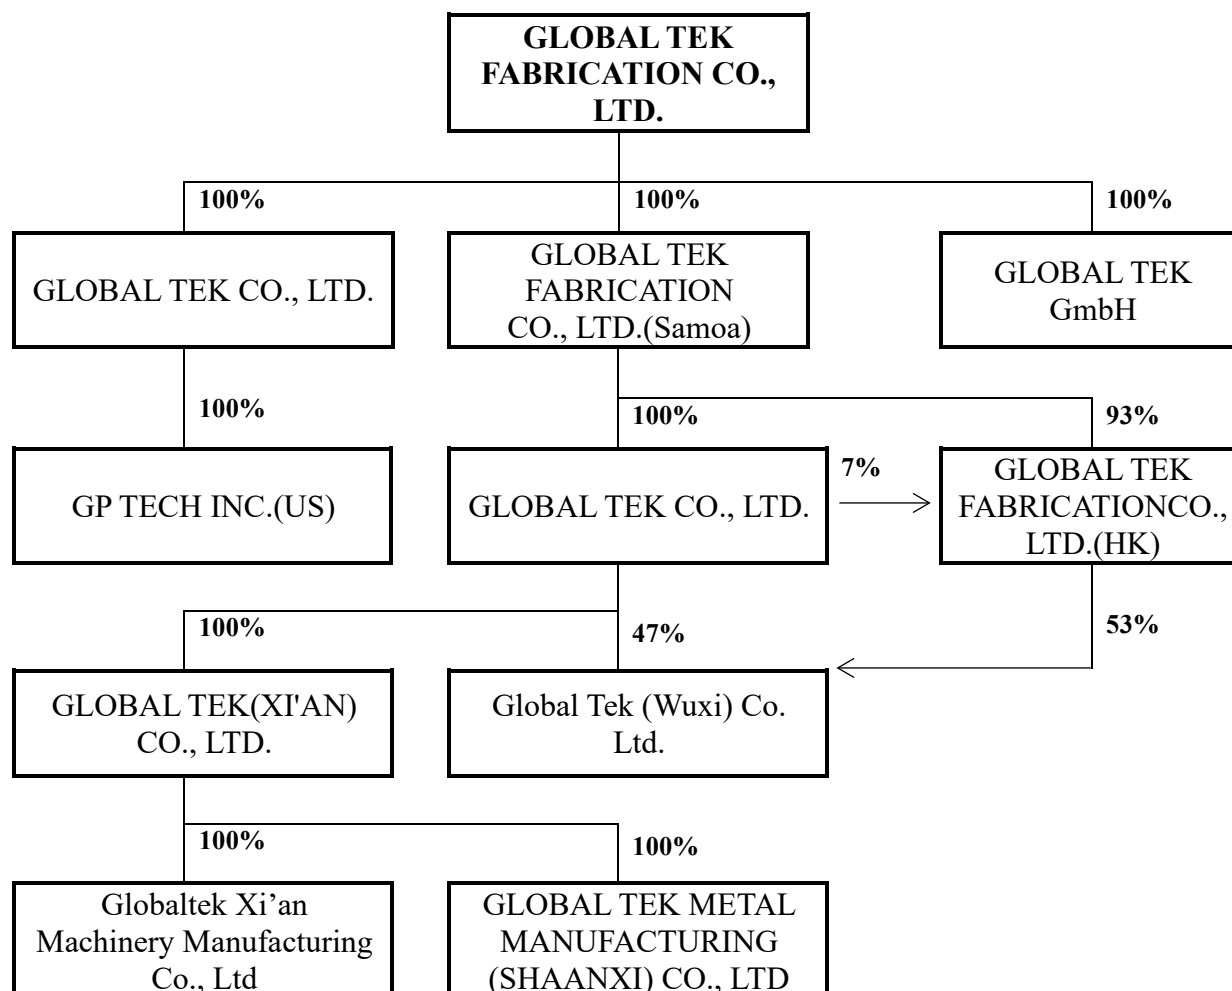 GLOBAL TEK
FABRICATION CO.,
LTD.
100%
100%
100%
GLOBAL TEK CO., LTD.
GLOBAL TEK
FABRICATION
CO., LTD.(Samoa)
GLOBAL TEK
GmbH
100%
100%
93%
GP TECH INC.(US)
GLOBAL TEK CO., LTD.
7%
GLOBAL TEK
FABRICATIONCO.,
LTD.(HK)
100%
47%
53%
GLOBAL TEK(XI'AN)
CO., LTD.
Global Tek (Wuxi) Co.
Ltd.
100%
100%
Globaltek Xi’an
Machinery Manufacturing
Co., Ltd
GLOBAL TEK METAL
MANUFACTURING
(SHAANXI) CO., LTD